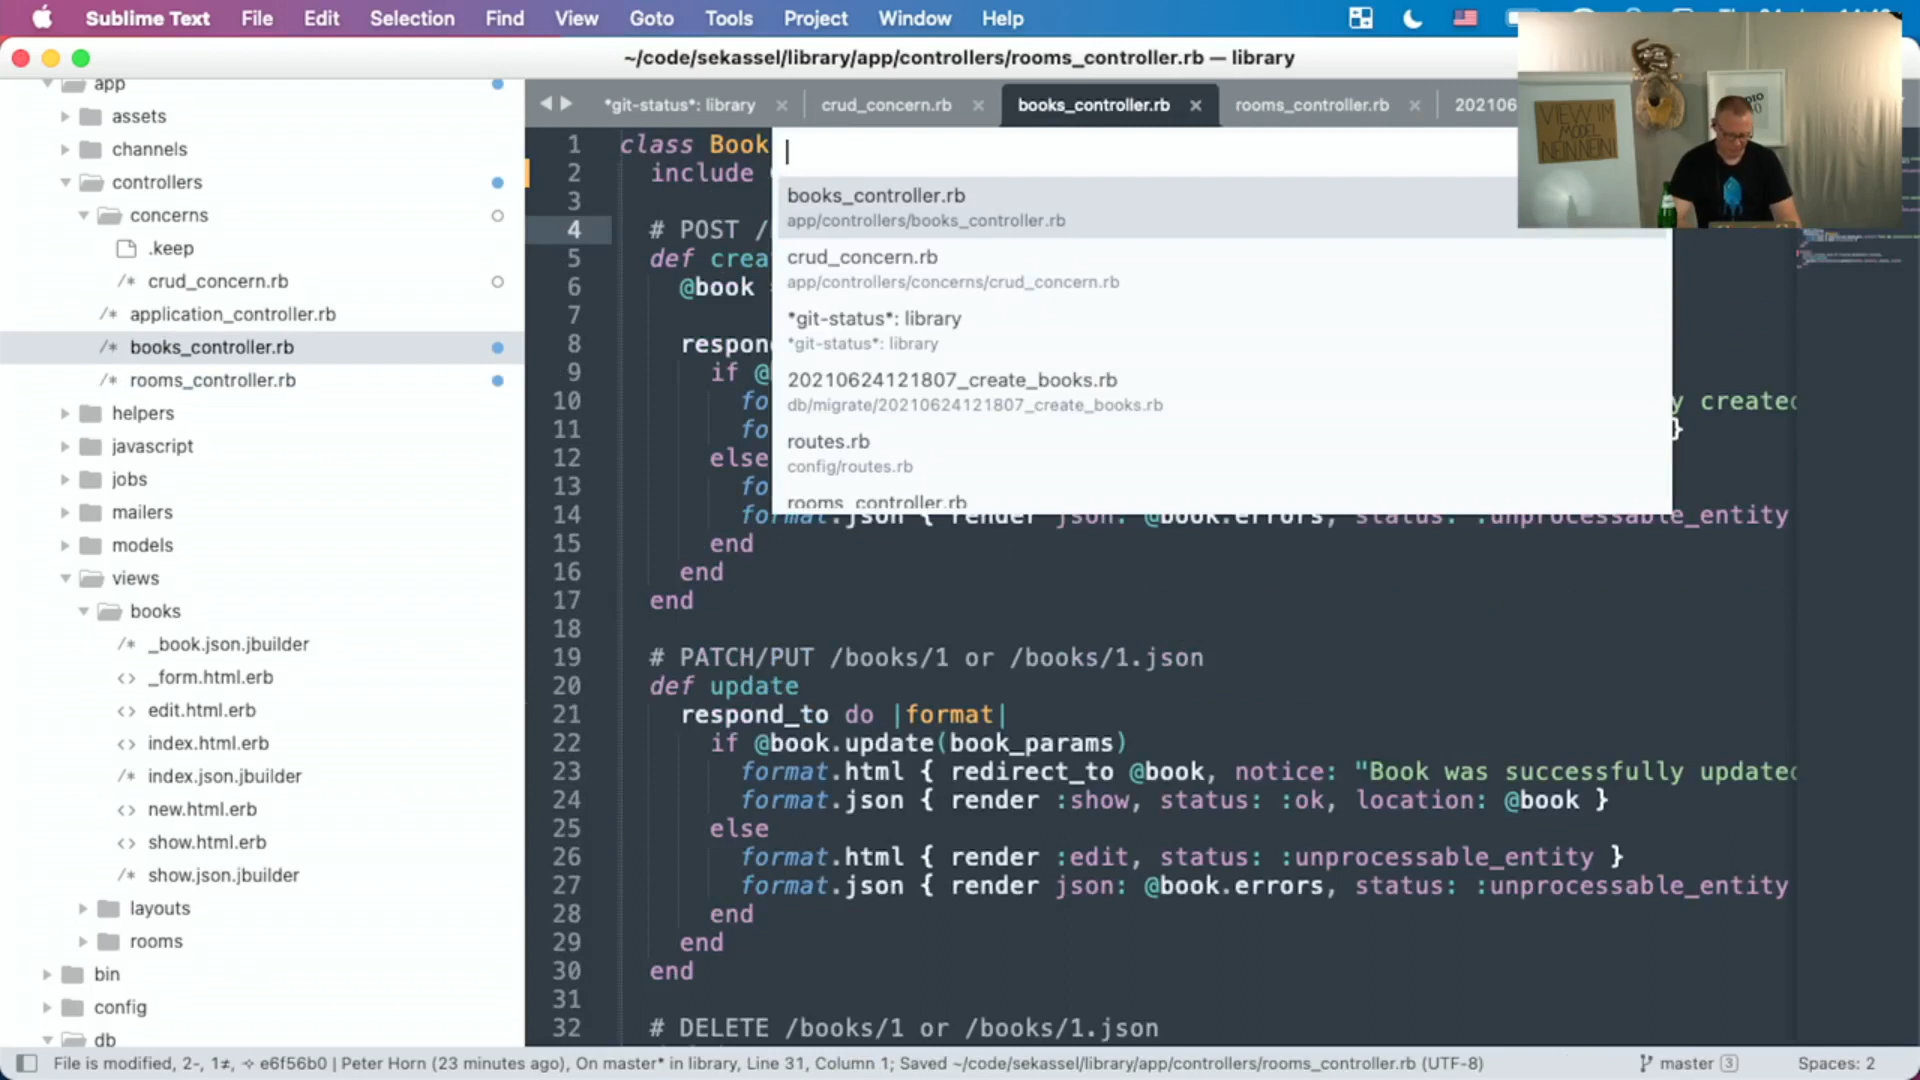 Sublime Text File Edit Selection Find View Goto Tools Project Window Help
~/code/sekassel/library/app/controllers/rooms_controller.rb — library
VIEW IM
MODEL
NEIN NEIN!
app
assets
channels
controllers
concerns
.keep
/* crud_concern.rb
/* application_controller.rb
/* books_controller.rb
/* rooms_controller.rb
helpers
javascript
jobs
mailers
models
views
books
/* _book.json.jbuilder
<> _form.html.erb
<> edit.html.erb
<> index.html.erb
/* index.json.jbuilder
<> new.html.erb
<> show.html.erb
/* show.json.jbuilder
layouts
rooms
bin
config
db
*git-status*: library × crud_concern.rb × books_controller.rb × rooms_controller.rb × 202106
books_controller.rb
app/controllers/books_controller.rb
crud_concern.rb
app/controllers/concerns/crud_concern.rb
*git-status*: library
*git-status*: library
20210624121807_create_books.rb
db/migrate/20210624121807_create_books.rb
routes.rb
config/routes.rb
rooms_controller.rb
1 class Book
2 include
3
4 # POST /
5 def crea
6 @book
7
8 respon
9 if @
10 fo y created
11 fo }
12 else
13 fo
14 format.json { render json: @book.errors, status: :unprocessable_entity
15 end
16 end
17 end
18
19 # PATCH/PUT /books/1 or /books/1.json
20 def update
21 respond_to do |format|
22 if @book.update(book_params)
23 format.html { redirect_to @book, notice: "Book was successfully updated
24 format.json { render :show, status: :ok, location: @book }
25 else
26 format.html { render :edit, status: :unprocessable_entity }
27 format.json { render json: @book.errors, status: :unprocessable_entity
28 end
29 end
30 end
31
32 # DELETE /books/1 or /books/1.json
File is modified, 2-, 1≠, e6f56b0 | Peter Horn (23 minutes ago), On master* in library, Line 31, Column 1; Saved ~/code/sekassel/library/app/controllers/rooms_controller.rb (UTF-8) master 3 Spaces: 2